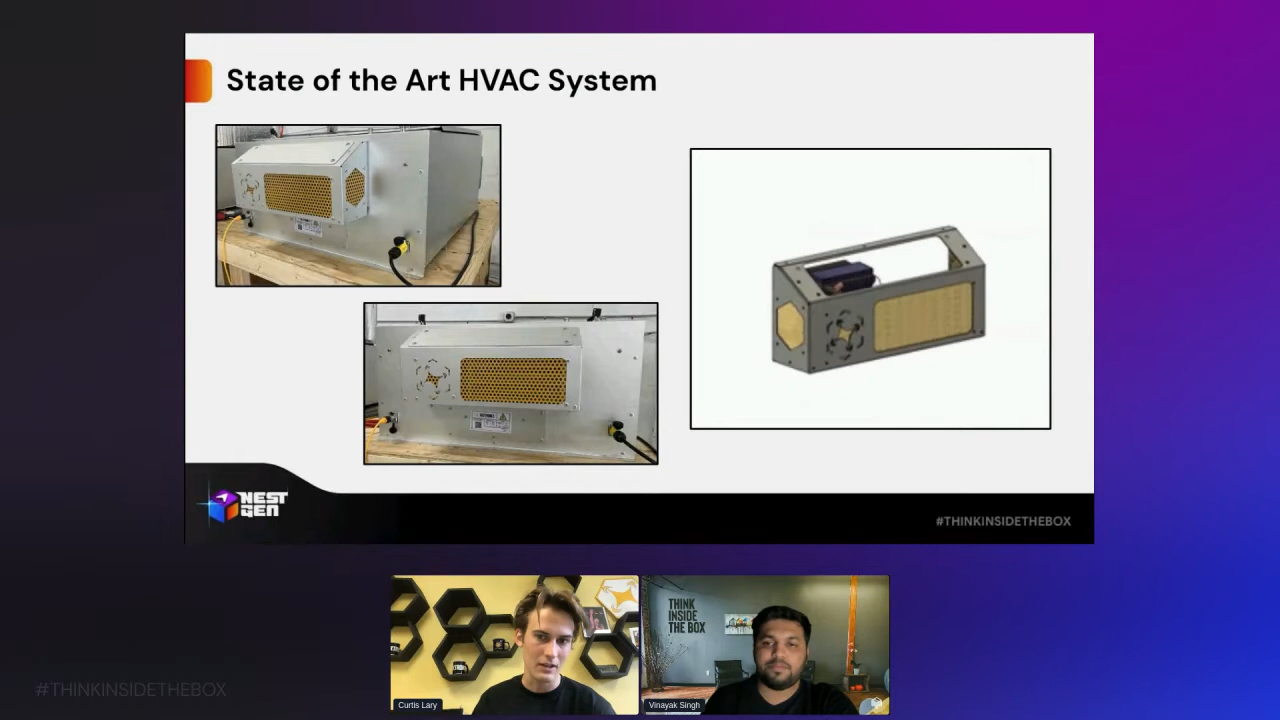 State of the Art HVAC System
NEST
GEN
#THINKINSIDETHEBOX
THINK
INSIDE
THE BOX
Curtis Lary
Vinayak Singh
#THINKINSIDETHEBOX